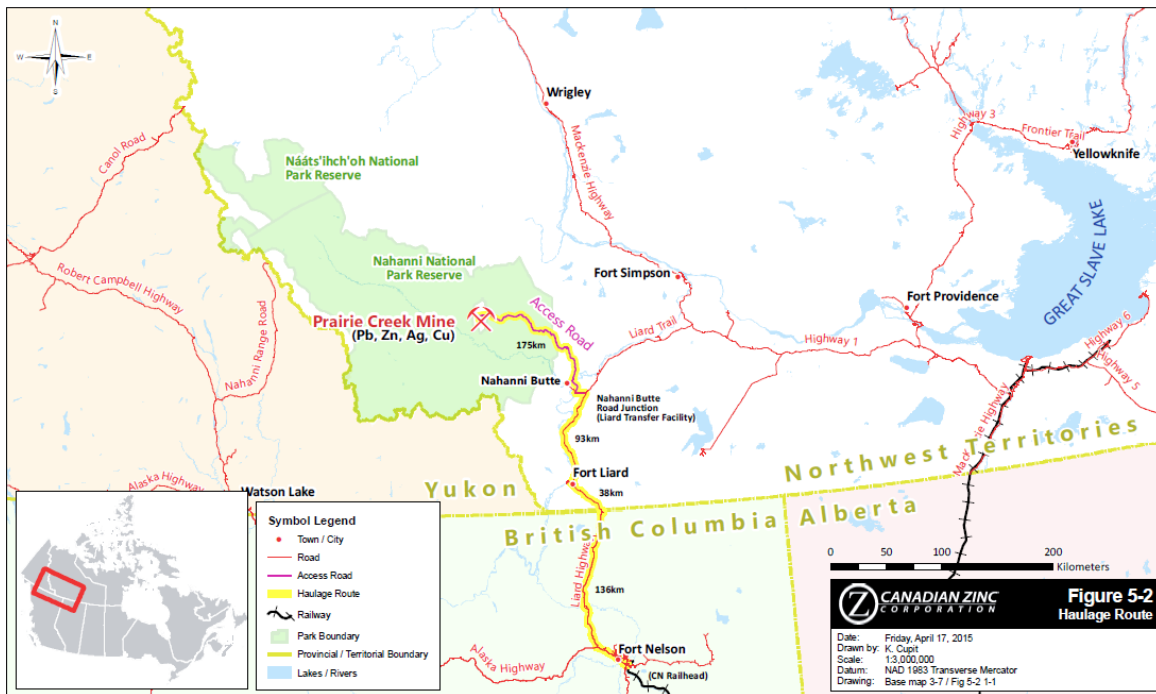 N
W E
S
Wrigley
Mackenzie Highway
Highway 3
Frontier Trail
Yellowknife
Canol Road
Nááts'ihch'oh National
Park Reserve
GREAT SLAVE LAKE
Robert Campbell Highway
Nahanni National
Park Reserve
Fort Simpson
Fort Providence
Nahanni Range Road
Prairie Creek Mine
(Pb, Zn, Ag, Cu)
Access Road
175km
Liard Trail
Highway 1
Highway 6
Highway 5
Nahanni Butte
Nahanni Butte
Road Junction
(Liard Transfer Facility)
93km
Mackenzie Highway
Northwest Territories
Fort Liard
38km
Alaska Highway
Watson Lake
Yukon
British Columbia
Alberta
Liard Highway
136km
Alaska Highway
Fort Nelson
(CN Railhead)
Symbol Legend
Town / City
Road
Access Road
Haulage Route
Railway
Park Boundary
Provincial / Territorial Boundary
Lakes / Rivers
0 50 100 200
Kilometers
Z CANADIAN ZINC
CORPORATION
Figure 5-2
Haulage Route
Date: Friday, April 17, 2015
Drawn by: K. Cupit
Scale: 1:3,000,000
Datum: NAD 1983 Transverse Mercator
Drawing: Base map 3-7 / Fig 5-2 1-1